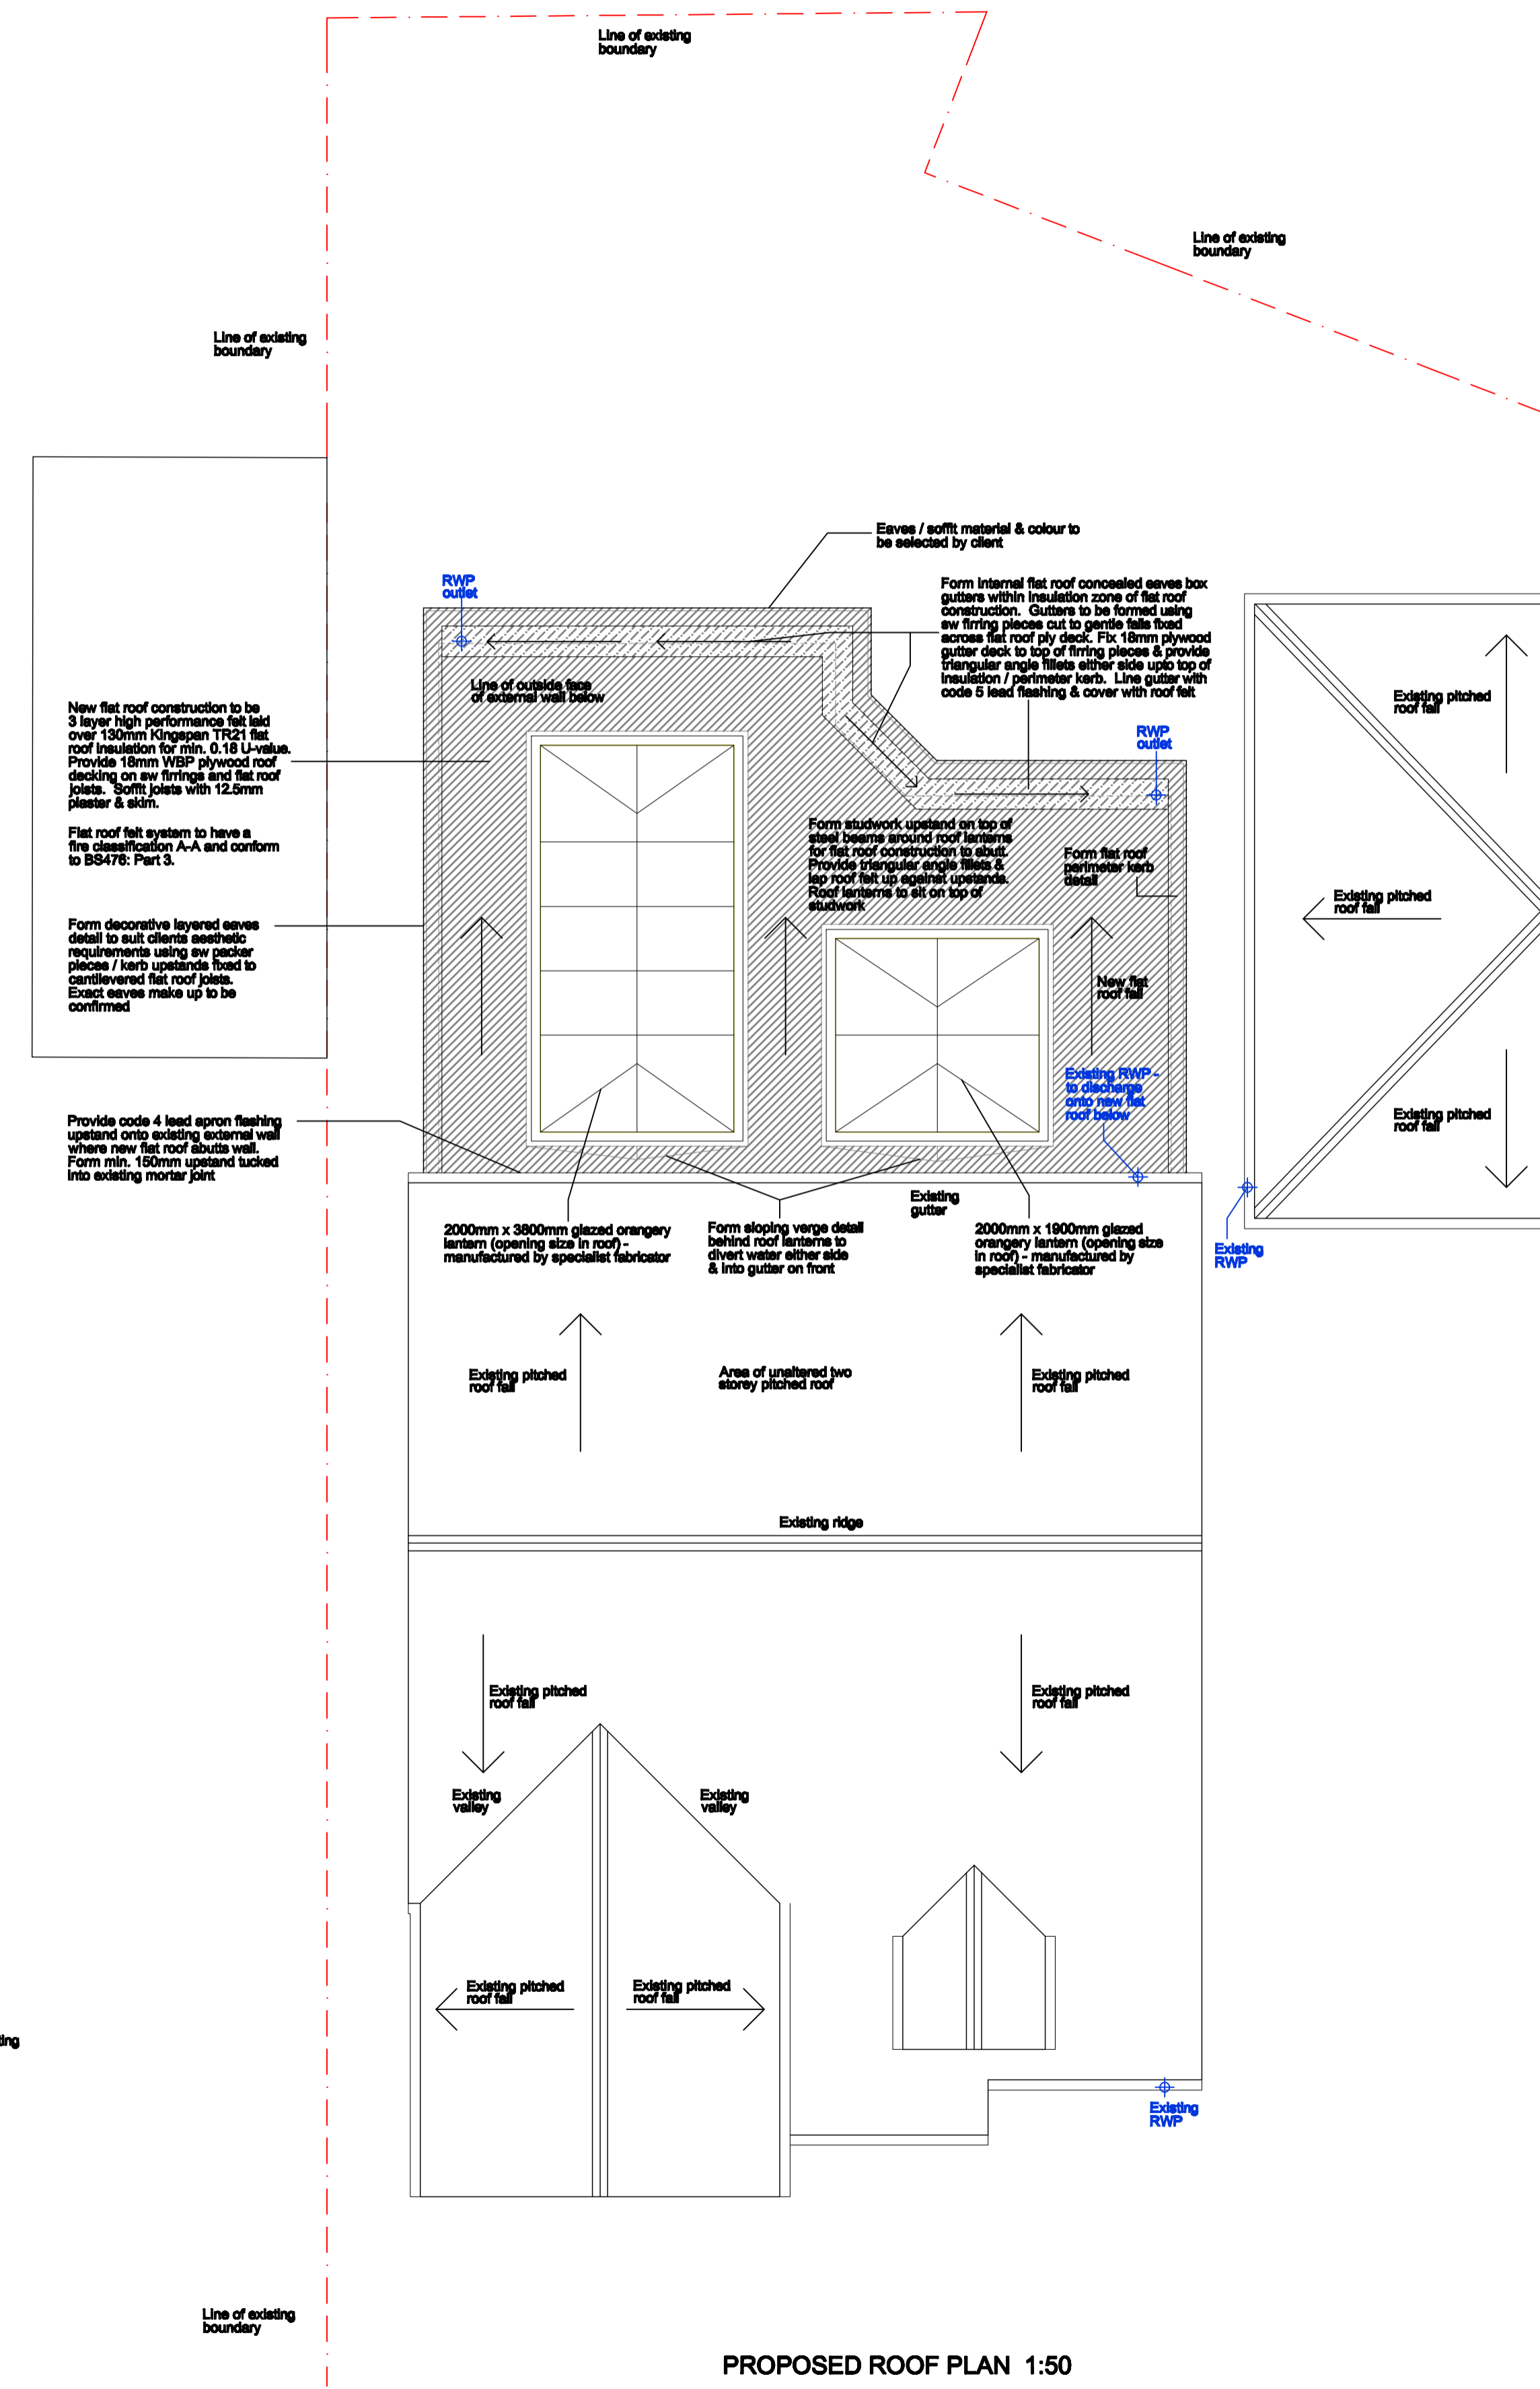 Line of existing
boundary
Line of existing
boundary
Line of existing
boundary
Eaves / soffit material & colour to
be selected by client
RWP
outlet
Form internal flat roof concealed eaves box
gutters within insulation zone of flat roof
construction.  Gutters to be formed using
sw firring pieces cut to gentle falls fixed
across flat roof ply deck. Fix 18mm plywood
gutter deck to top of firring pieces & provide
triangular angle fillets either side upto top of
insulation / perimeter kerb.  Line gutter with
code 5 lead flashing & cover with roof felt
Line of outside face
of external wall below
Existing pitched
roof fall
New flat roof construction to be
3 layer high performance felt laid
over 130mm Kingspan TR21 flat
roof insulation for min. 0.18 U-value.
Provide 18mm WBP plywood roof
decking on sw firrings and flat roof
joists.  Soffit joists with 12.5mm
plaster & skim.
Flat roof felt system to have a
fire classification A-A and conform
to BS476: Part 3.
RWP
outlet
Form studwork upstand on top of
steel beams around roof lanterns
for flat roof construction to abutt.
Provide triangular angle fillets &
lap roof felt up against upstands.
Roof lanterns to sit on top of
studwork
Form flat roof
perimeter kerb
detail
Existing pitched
roof fall
Form decorative layered eaves
detail to suit clients aesthetic
requirements using sw packer
pieces / kerb upstands fixed to
cantilevered flat roof joists.
Exact eaves make up to be
confirmed
New flat
roof fall
Existing RWP -
to discharge
onto new flat
roof below
Existing pitched
roof fall
Provide code 4 lead apron flashing
upstand onto existing external wall
where new flat roof abutts wall.
Form min. 150mm upstand tucked
into existing mortar joint
Existing
gutter
2000mm x 3800mm glazed orangery
lantern (opening size in roof) -
manufactured by specialist fabricator
Form sloping verge detail
behind roof lanterns to
divert water either side
& into gutter on front
2000mm x 1900mm glazed
orangery lantern (opening size
in roof) - manufactured by
specialist fabricator
Existing
RWP
Existing pitched
roof fall
Area of unaltered two
storey pitched roof
Existing pitched
roof fall
Existing ridge
Existing pitched
roof fall
Existing pitched
roof fall
Existing
valley
Existing
valley
Existing pitched
roof fall
Existing pitched
roof fall
Existing
RWP
Line of existing
boundary
PROPOSED ROOF PLAN  1:50